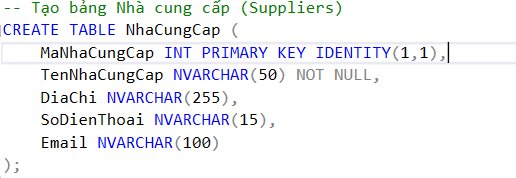 -- Tạo bảng Nhà cung cấp (Suppliers)
CREATE TABLE NhaCungCap (
    MaNhaCungCap INT PRIMARY KEY IDENTITY(1,1),
    TenNhaCungCap NVARCHAR(50) NOT NULL,
    DiaChi NVARCHAR(255),
    SoDienThoai NVARCHAR(15),
    Email NVARCHAR(100)
);